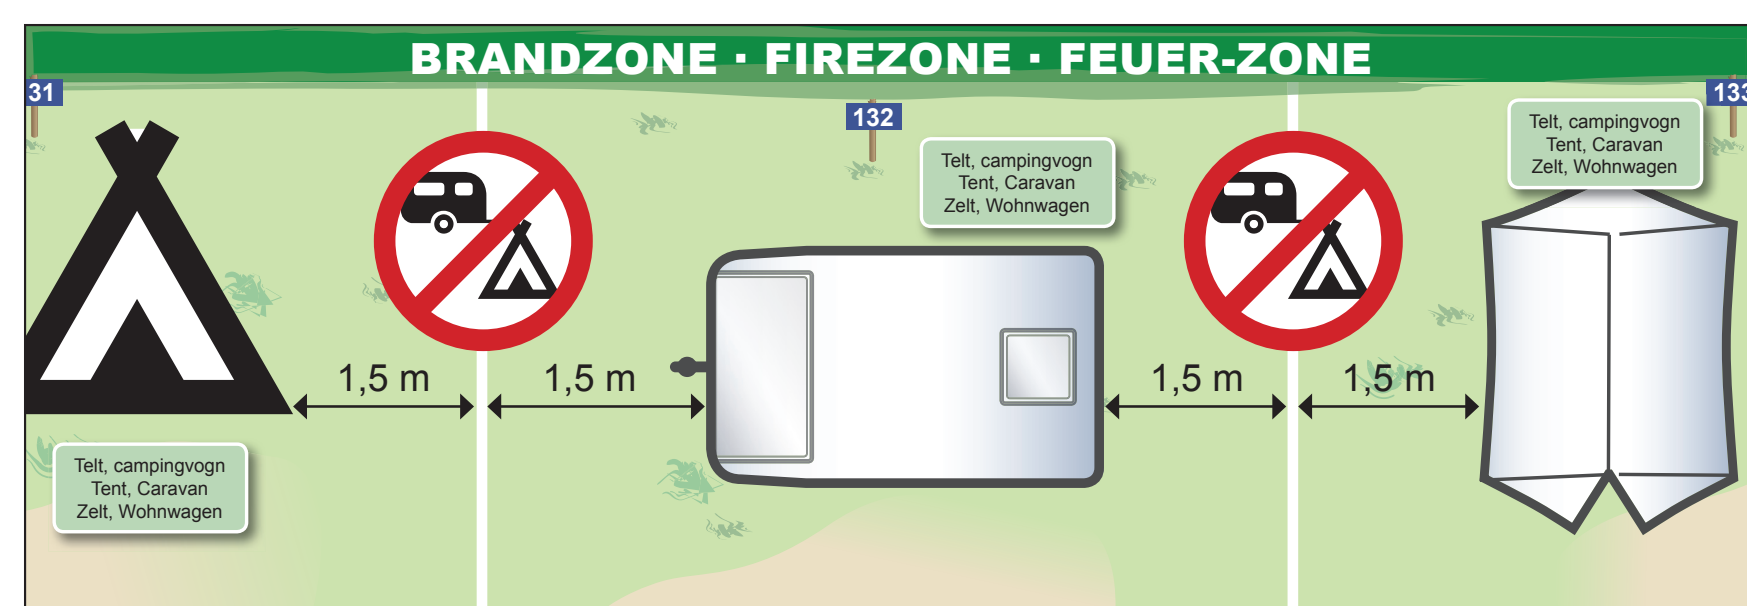 BRANDZONE · FIREZONE · FEUER-ZONE
31
132
133
Telt, campingvogn
Tent, Caravan
Zelt, Wohnwagen
Telt, campingvogn
Tent, Caravan
Zelt, Wohnwagen
1,5 m
1,5 m
1,5 m
1,5 m
Telt, campingvogn
Tent, Caravan
Zelt, Wohnwagen